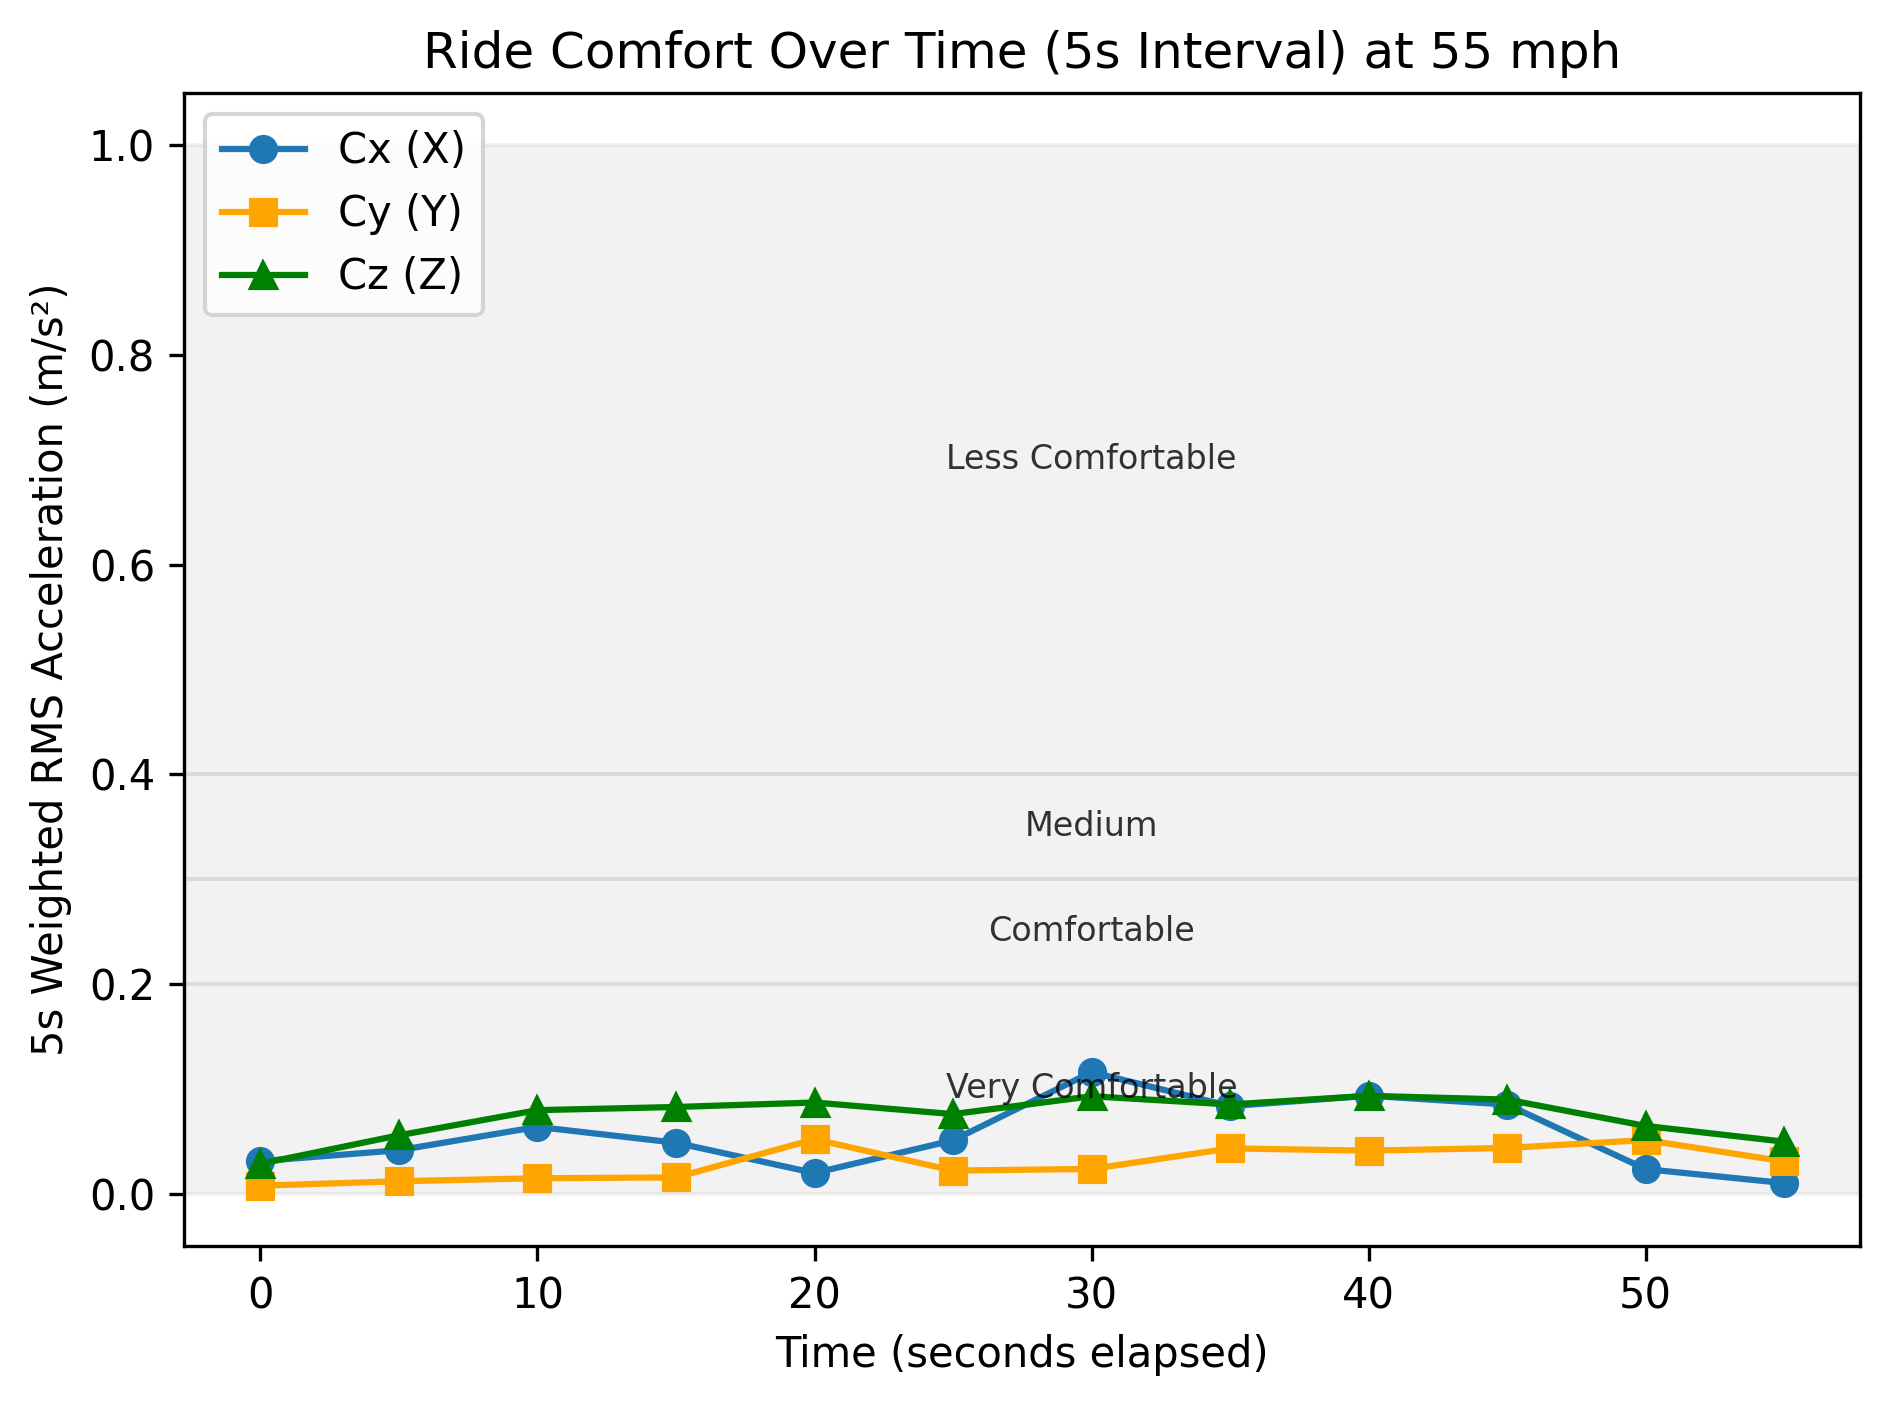 Ride Comfort Over Time (5s Interval) at 55 mph
5s Weighted RMS Acceleration (m/s²)
1.0
0.8
0.6
0.4
0.2
0.0
Cx (X)
Cy (Y)
Cz (Z)
Less Comfortable
Medium
Comfortable
Very Comfortable
0 10 20 30 40 50
Time (seconds elapsed)